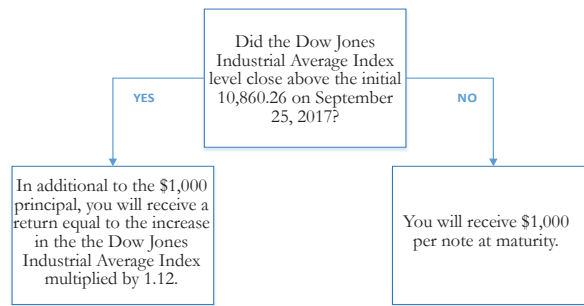 Did the Dow Jones
Industrial Average Index
level close above the initial
10,860.26 on September
25, 2017?
YES
NO
In additional to the $1,000
principal, you will receive a
return equal to the increase
in the the Dow Jones
Industrial Average Index
multiplied by 1.12.
You will receive $1,000
per note at maturity.